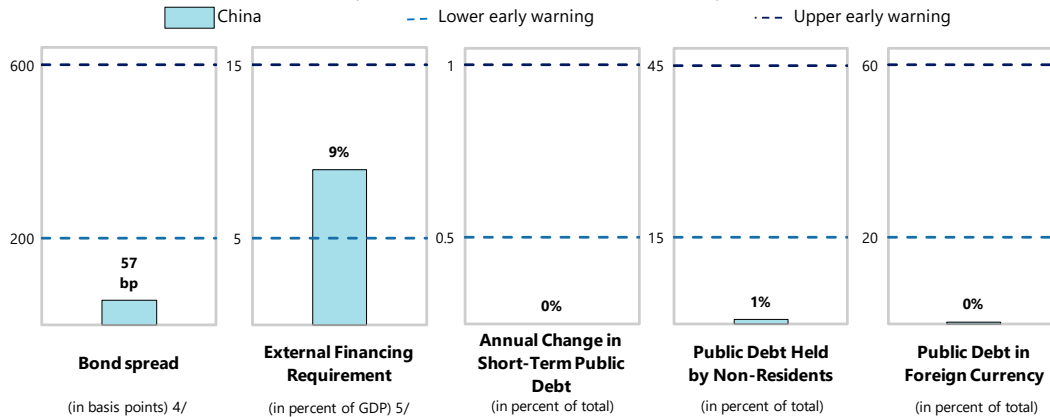 China
Lower early warning
Upper early warning
600
200
57
bp
Bond spread
(in basis points) 4/
15
5
9%
External Financing
Requirement
(in percent of GDP) 5/
1
0.5
0%
Annual Change in
Short-Term Public
Debt
(in percent of total)
45
15
1%
Public Debt Held
by Non-Residents
(in percent of total)
60
20
0%
Public Debt in
Foreign Currency
(in percent of total)